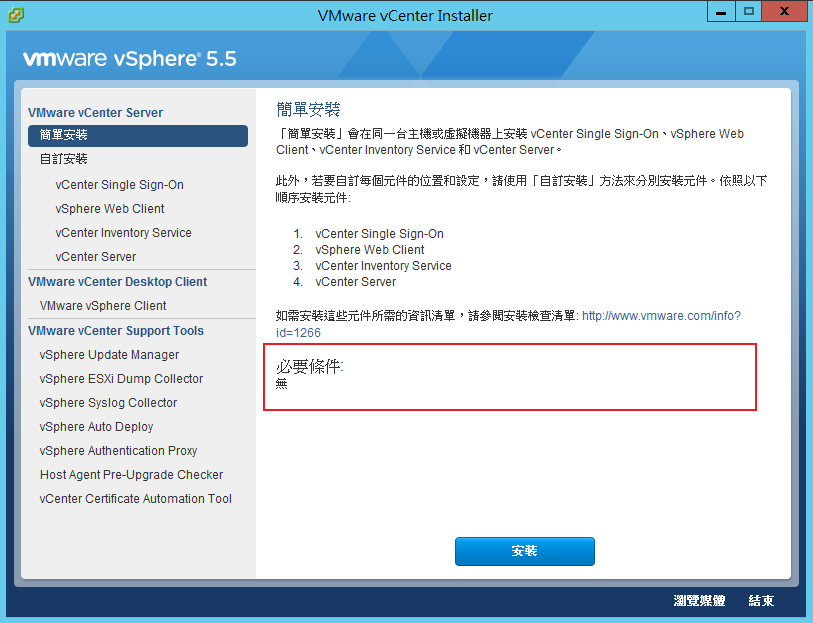 VMware vCenter Installer
vmware vSphere® 5.5
VMware vCenter Server
簡單安裝
自訂安裝
vCenter Single Sign-On
vSphere Web Client
vCenter Inventory Service
vCenter Server
VMware vCenter Desktop Client
VMware vSphere Client
VMware vCenter Support Tools
vSphere Update Manager
vSphere ESXi Dump Collector
vSphere Syslog Collector
vSphere Auto Deploy
vSphere Authentication Proxy
Host Agent Pre-Upgrade Checker
vCenter Certificate Automation Tool
簡單安裝
「簡單安裝」會在同一台主機或虛擬機器上安裝 vCenter Single Sign-On、vSphere Web
Client、vCenter Inventory Service 和 vCenter Server。
此外，若要自訂每個元件的位置和設定，請使用「自訂安裝」方法來分別安裝元件。依照以下
順序安裝元件:
1. vCenter Single Sign-On
2. vSphere Web Client
3. vCenter Inventory Service
4. vCenter Server
如需安裝這些元件所需的資訊清單，請參閱安裝檢查清單: http://www.vmware.com/info?
id=1266
必要條件:
無
安裝
瀏覽媒體 結束